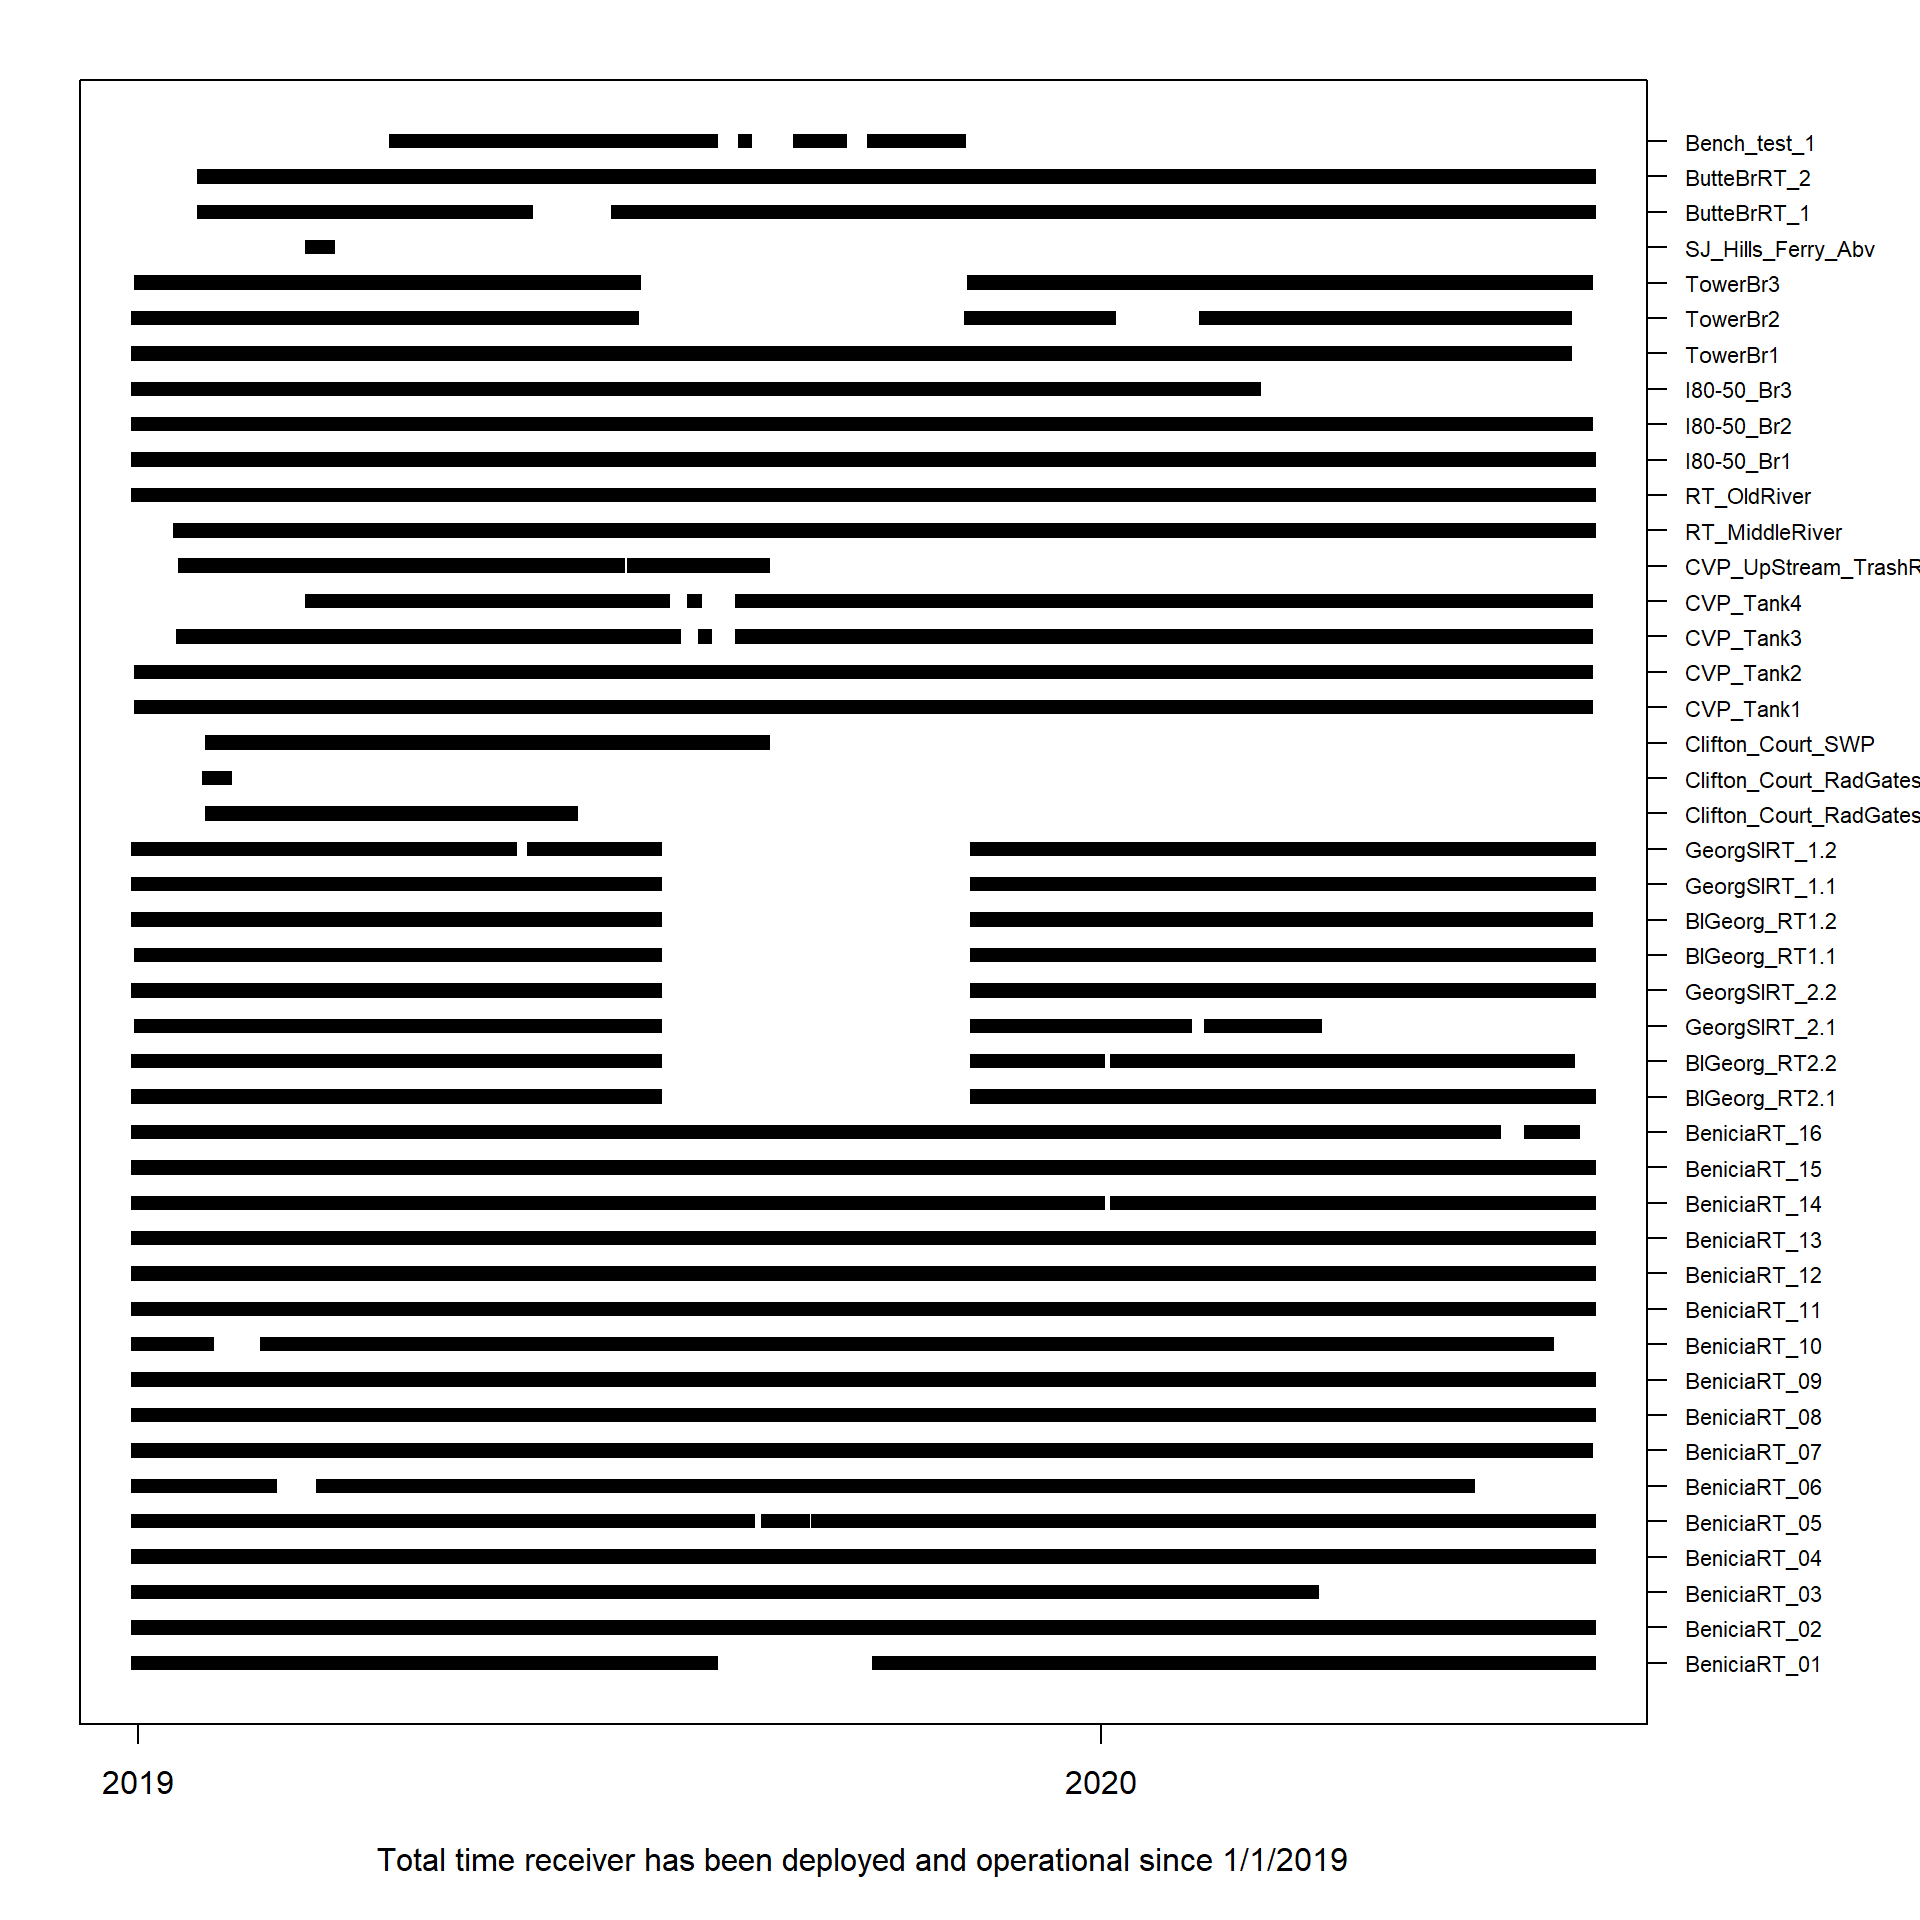 Bench_test_1
ButteBrRT_2
ButteBrRT_1
SJ_Hills_Ferry_Abv
TowerBr3
TowerBr2
TowerBr1
I80-50_Br3
I80-50_Br2
I80-50_Br1
RT_OldRiver
RT_MiddleRiver
CVP_UpStream_TrashR
CVP_Tank4
CVP_Tank3
CVP_Tank2
CVP_Tank1
Clifton_Court_SWP
Clifton_Court_RadGates
Clifton_Court_RadGates
GeorgSlRT_1.2
GeorgSlRT_1.1
BlGeorg_RT1.2
BlGeorg_RT1.1
GeorgSlRT_2.2
GeorgSlRT_2.1
BlGeorg_RT2.2
BlGeorg_RT2.1
BeniciaRT_16
BeniciaRT_15
BeniciaRT_14
BeniciaRT_13
BeniciaRT_12
BeniciaRT_11
BeniciaRT_10
BeniciaRT_09
BeniciaRT_08
BeniciaRT_07
BeniciaRT_06
BeniciaRT_05
BeniciaRT_04
BeniciaRT_03
BeniciaRT_02
BeniciaRT_01
2019 2020
Total time receiver has been deployed and operational since 1/1/2019